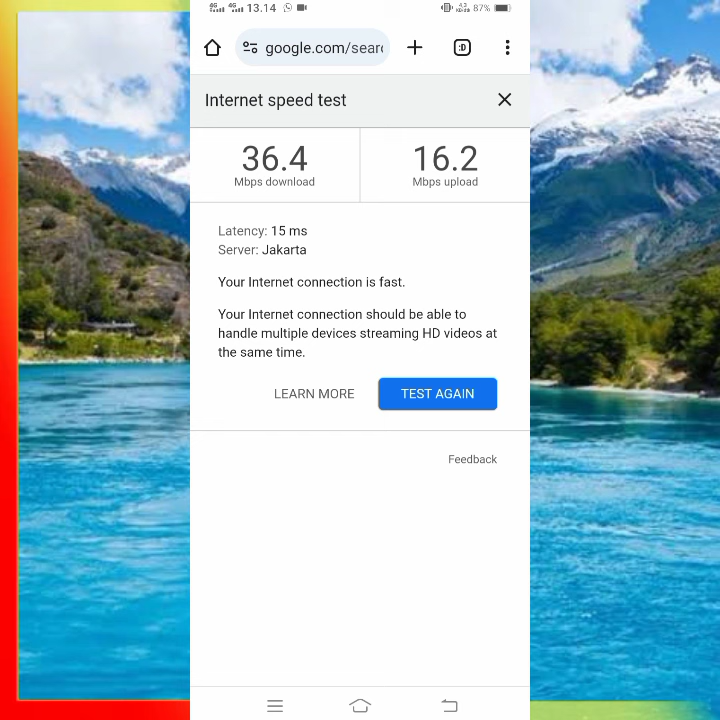 4G 4G 13.14 87%
google.com/sear
:D
Internet speed test
36.4
Mbps download
16.2
Mbps upload
Latency: 15 ms
Server: Jakarta
Your Internet connection is fast.
Your Internet connection should be able to
handle multiple devices streaming HD videos at
the same time.
LEARN MORE TEST AGAIN
Feedback